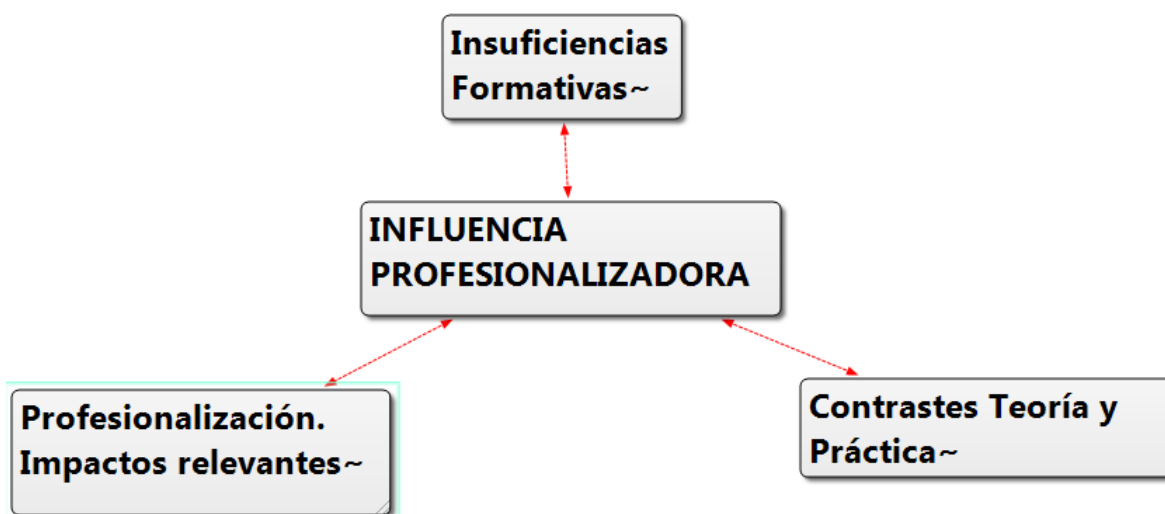 Insuficiencias
Formativas~
INFLUENCIA
PROFESIONALIZADORA
Profesionalización.
Impactos relevantes~
Contrastes Teoría y
Práctica~